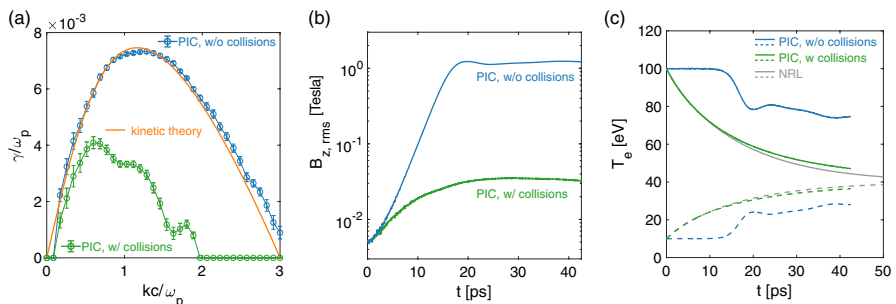 (a)
×10⁻³
8
6
4
2
0
γ/ω_p
0
1
2
3
kc/ω_p
PIC, w/o collisions
kinetic theory
PIC, w/ collisions
(b)
10⁰
10⁻¹
10⁻²
B_z, rms [Tesla]
0
10
20
30
40
t [ps]
PIC, w/o collisions
PIC, w/ collisions
(c)
120
100
80
60
40
20
0
T_e [eV]
0
10
20
30
40
50
t [ps]
PIC, w/o collisions
PIC, w collisions
NRL